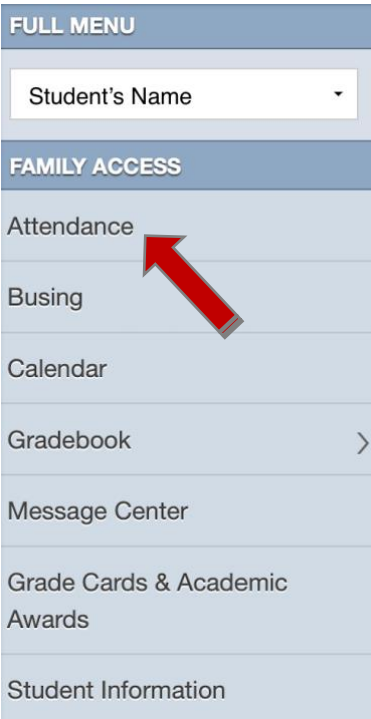 FULL MENU
Student’s Name
FAMILY ACCESS
Attendance
Busing
Calendar
Gradebook
Message Center
Grade Cards & Academic
Awards
Student Information